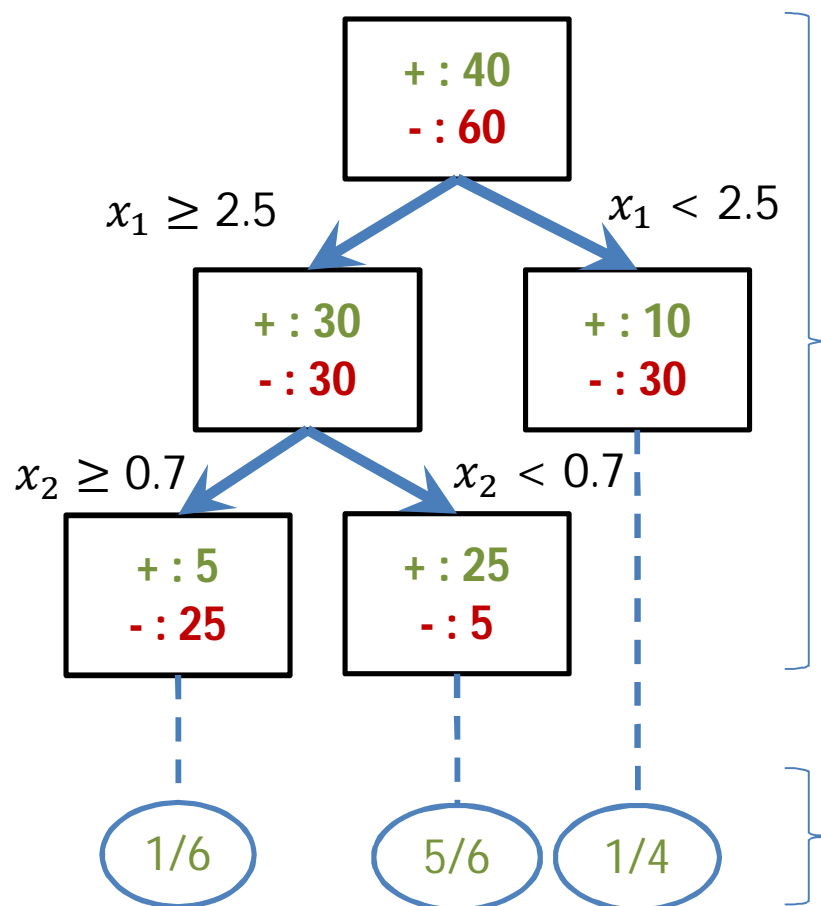 + : 40
- : 60
𝑥₁ ≥ 2.5
𝑥₁ < 2.5
+ : 30
- : 30
+ : 10
- : 30
𝑥₂ ≥ 0.7
𝑥₂ < 0.7
+ : 5
- : 25
+ : 25
- : 5
1/6
5/6
1/4